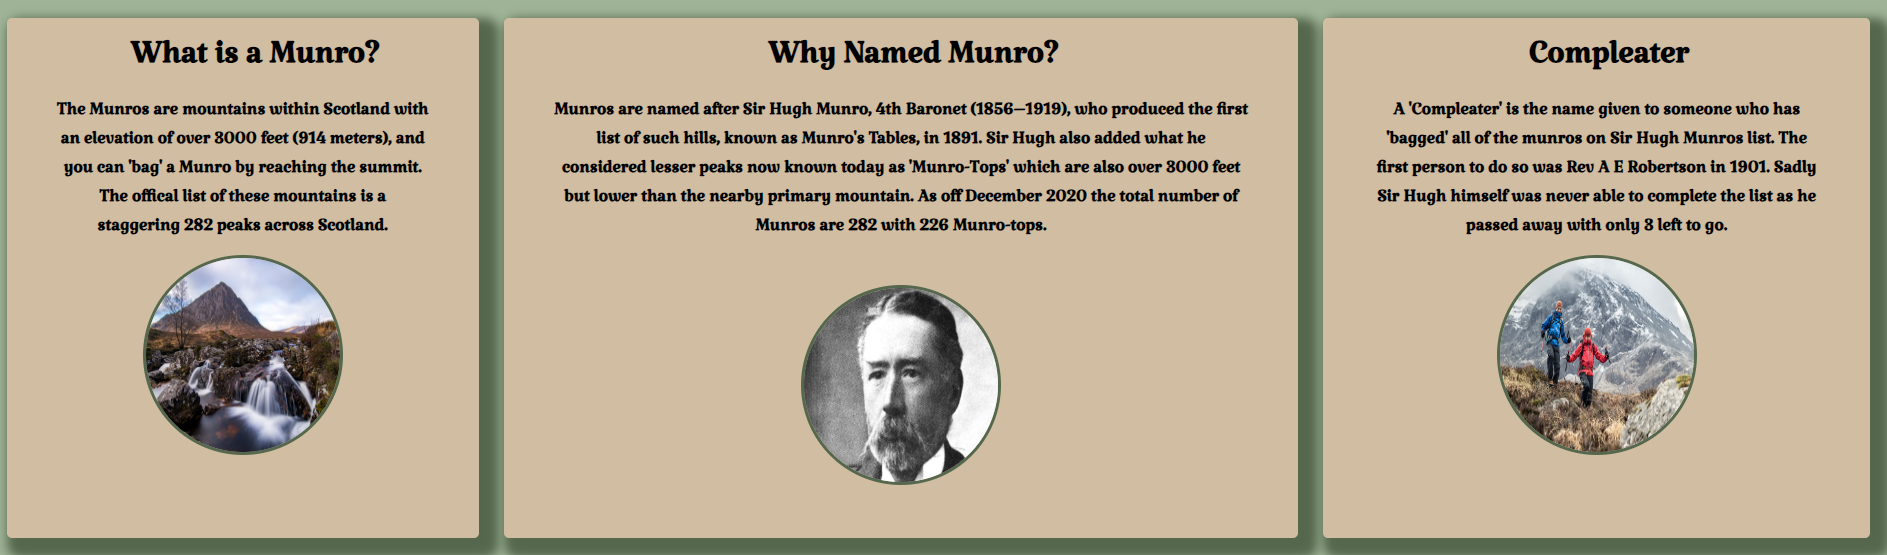 What is a Munro?
The Munros are mountains within Scotland with
an elevation of over 3000 feet (914 meters), and
you can 'bag' a Munro by reaching the summit.
The offical list of these mountains is a
staggering 282 peaks across Scotland.
Why Named Munro?
Munros are named after Sir Hugh Munro, 4th Baronet (1856–1919), who produced the first
list of such hills, known as Munro's Tables, in 1891. Sir Hugh also added what he
considered lesser peaks now known today as 'Munro-Tops' which are also over 3000 feet
but lower than the nearby primary mountain. As off December 2020 the total number of
Munros are 282 with 226 Munro-tops.
Compleater
A 'Compleater' is the name given to someone who has
'bagged' all of the munros on Sir Hugh Munros list. The
first person to do so was Rev A E Robertson in 1901. Sadly
Sir Hugh himself was never able to complete the list as he
passed away with only 3 left to go.